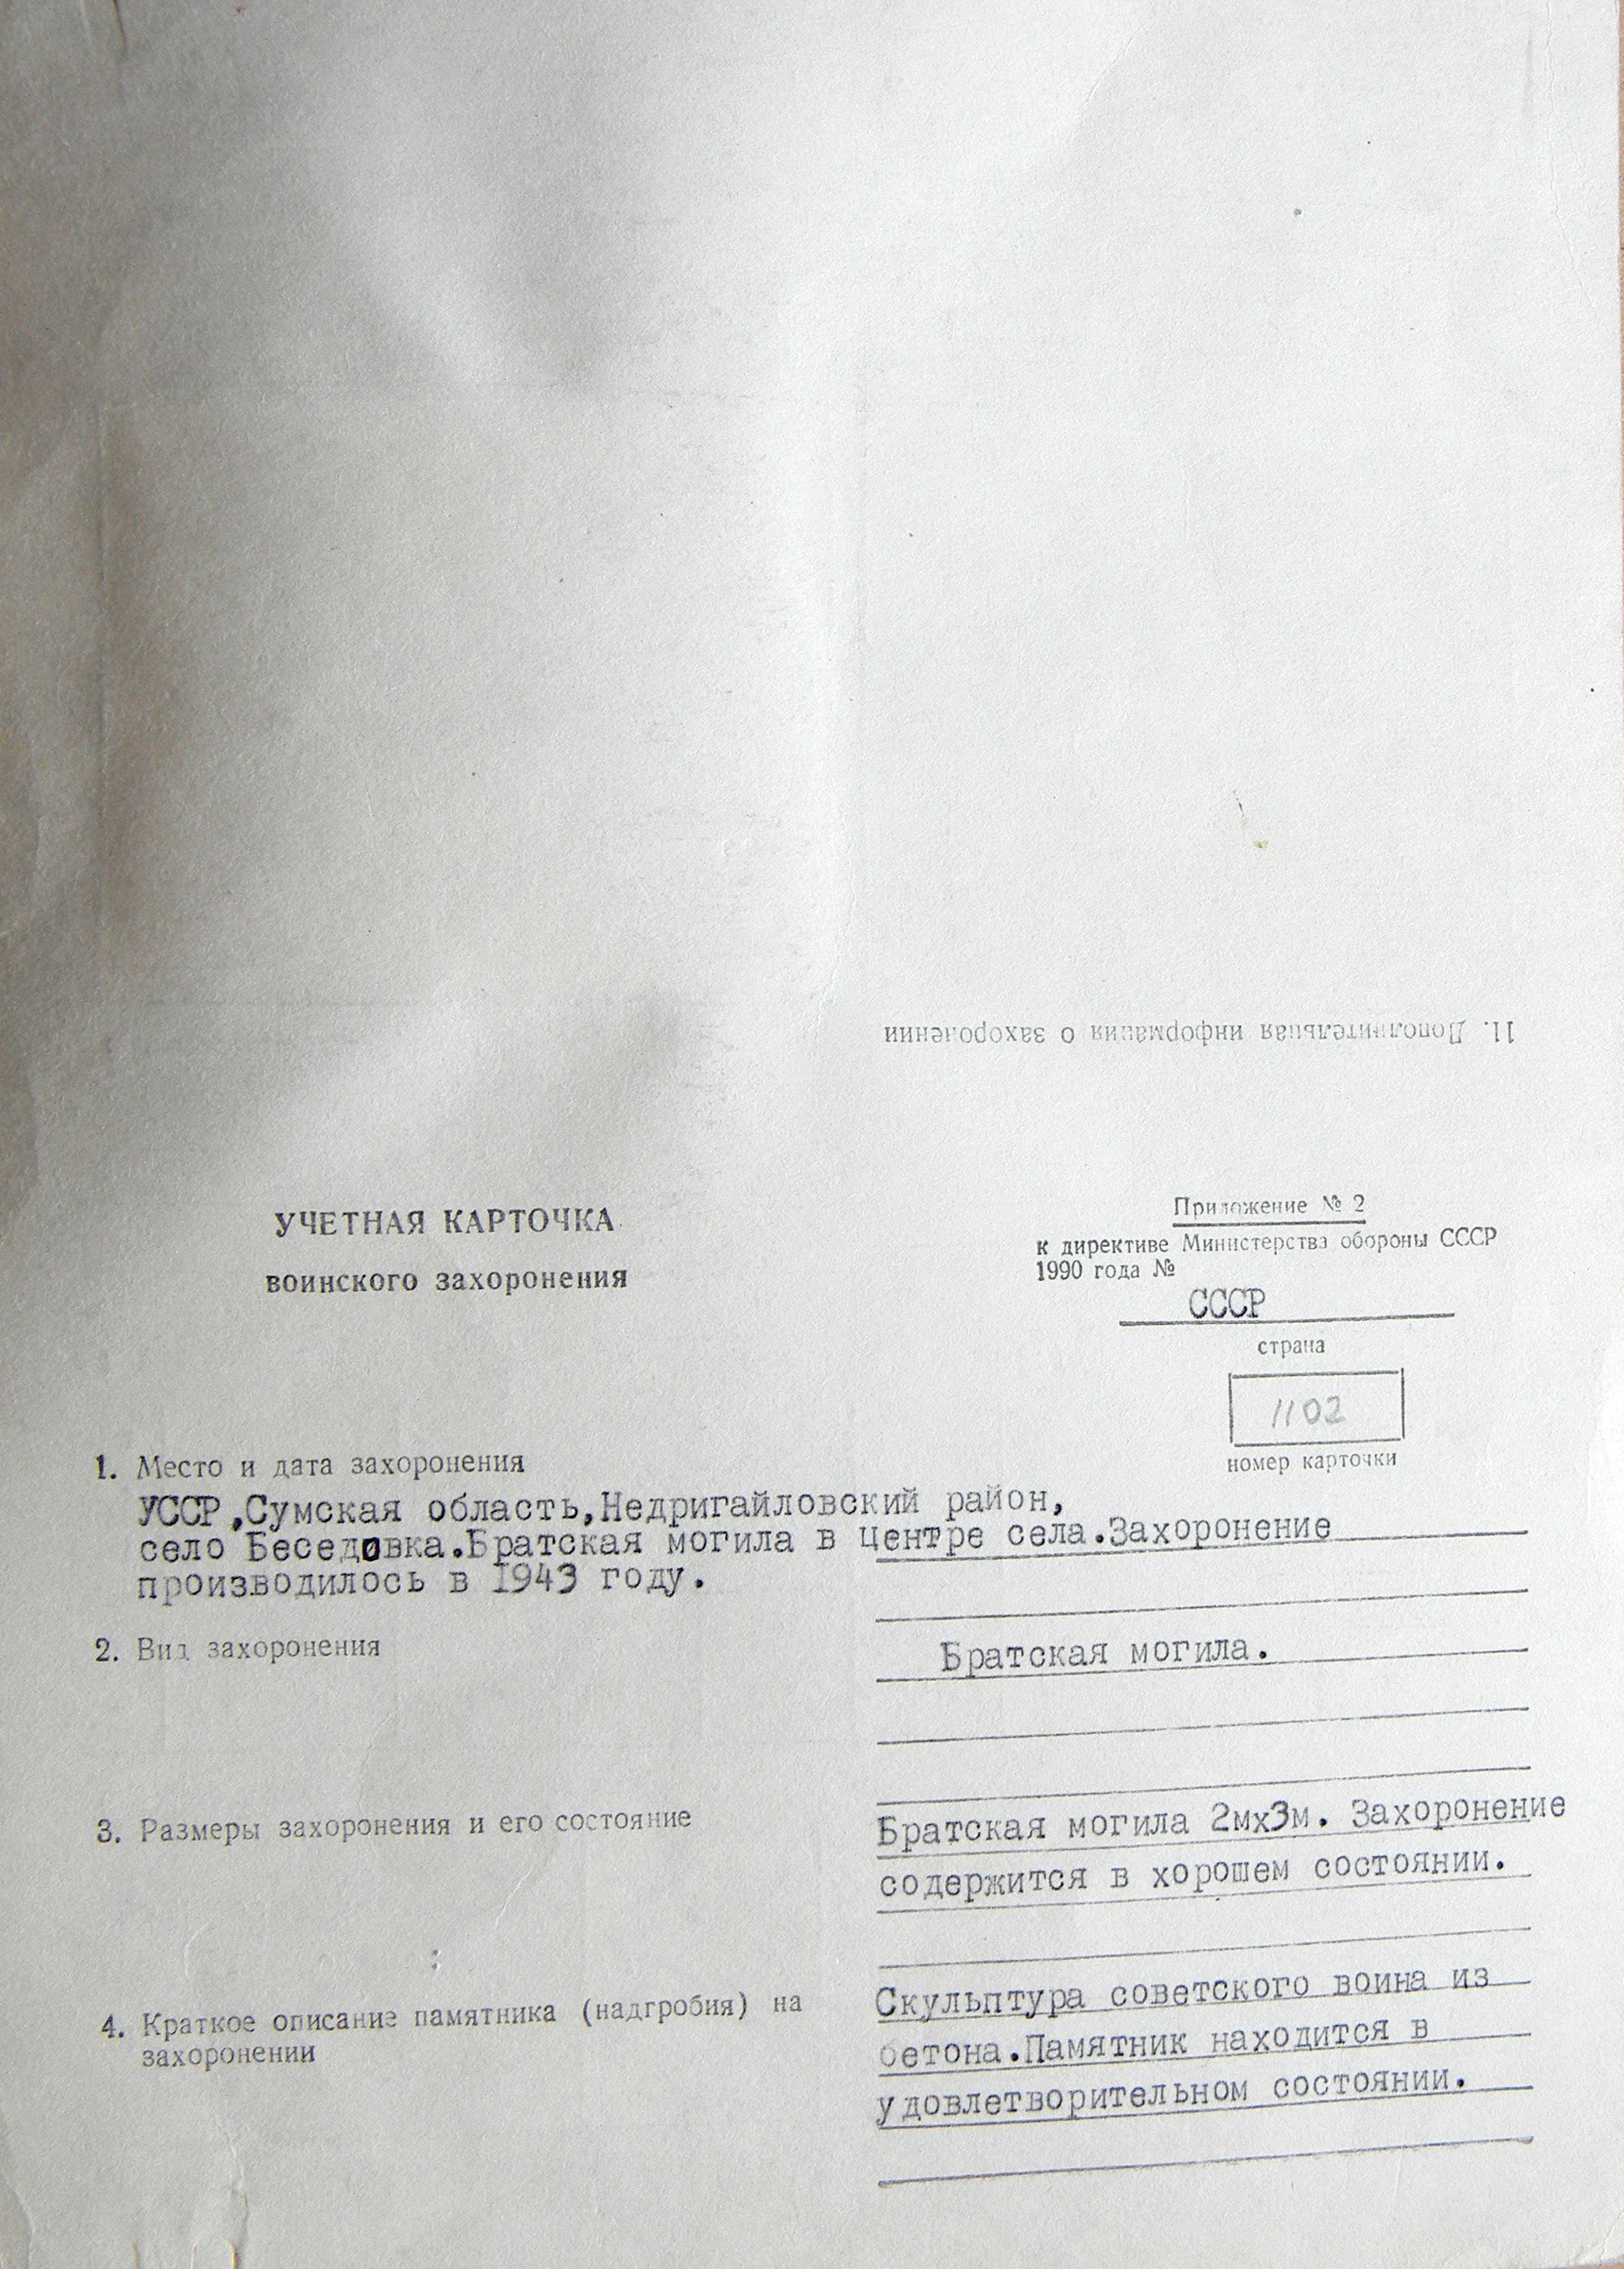 11. Дополнительная информация о захоронении
УЧЕТНАЯ КАРТОЧКА
воинского захоронения
Приложение № 2
к директиве Министерства обороны СССР
1990 года №
СССР
страна
1102
номер карточки
1. Место и дата захоронения
УССР,Сумская область,Недригайловский район,
село Беседовка.Братская могила в центре села.Захоронение
производилось в 1943 году.
2. Вид захоронения
Братская могила.
3. Размеры захоронения и его состояние
Братская могила 2мх3м. Захоронение
содержится в хорошем состоянии.
4. Краткое описание памятника (надгробия) на
захоронении
Скульптура советского воина из
бетона.Памятник находится в
удовлетворительном состоянии.